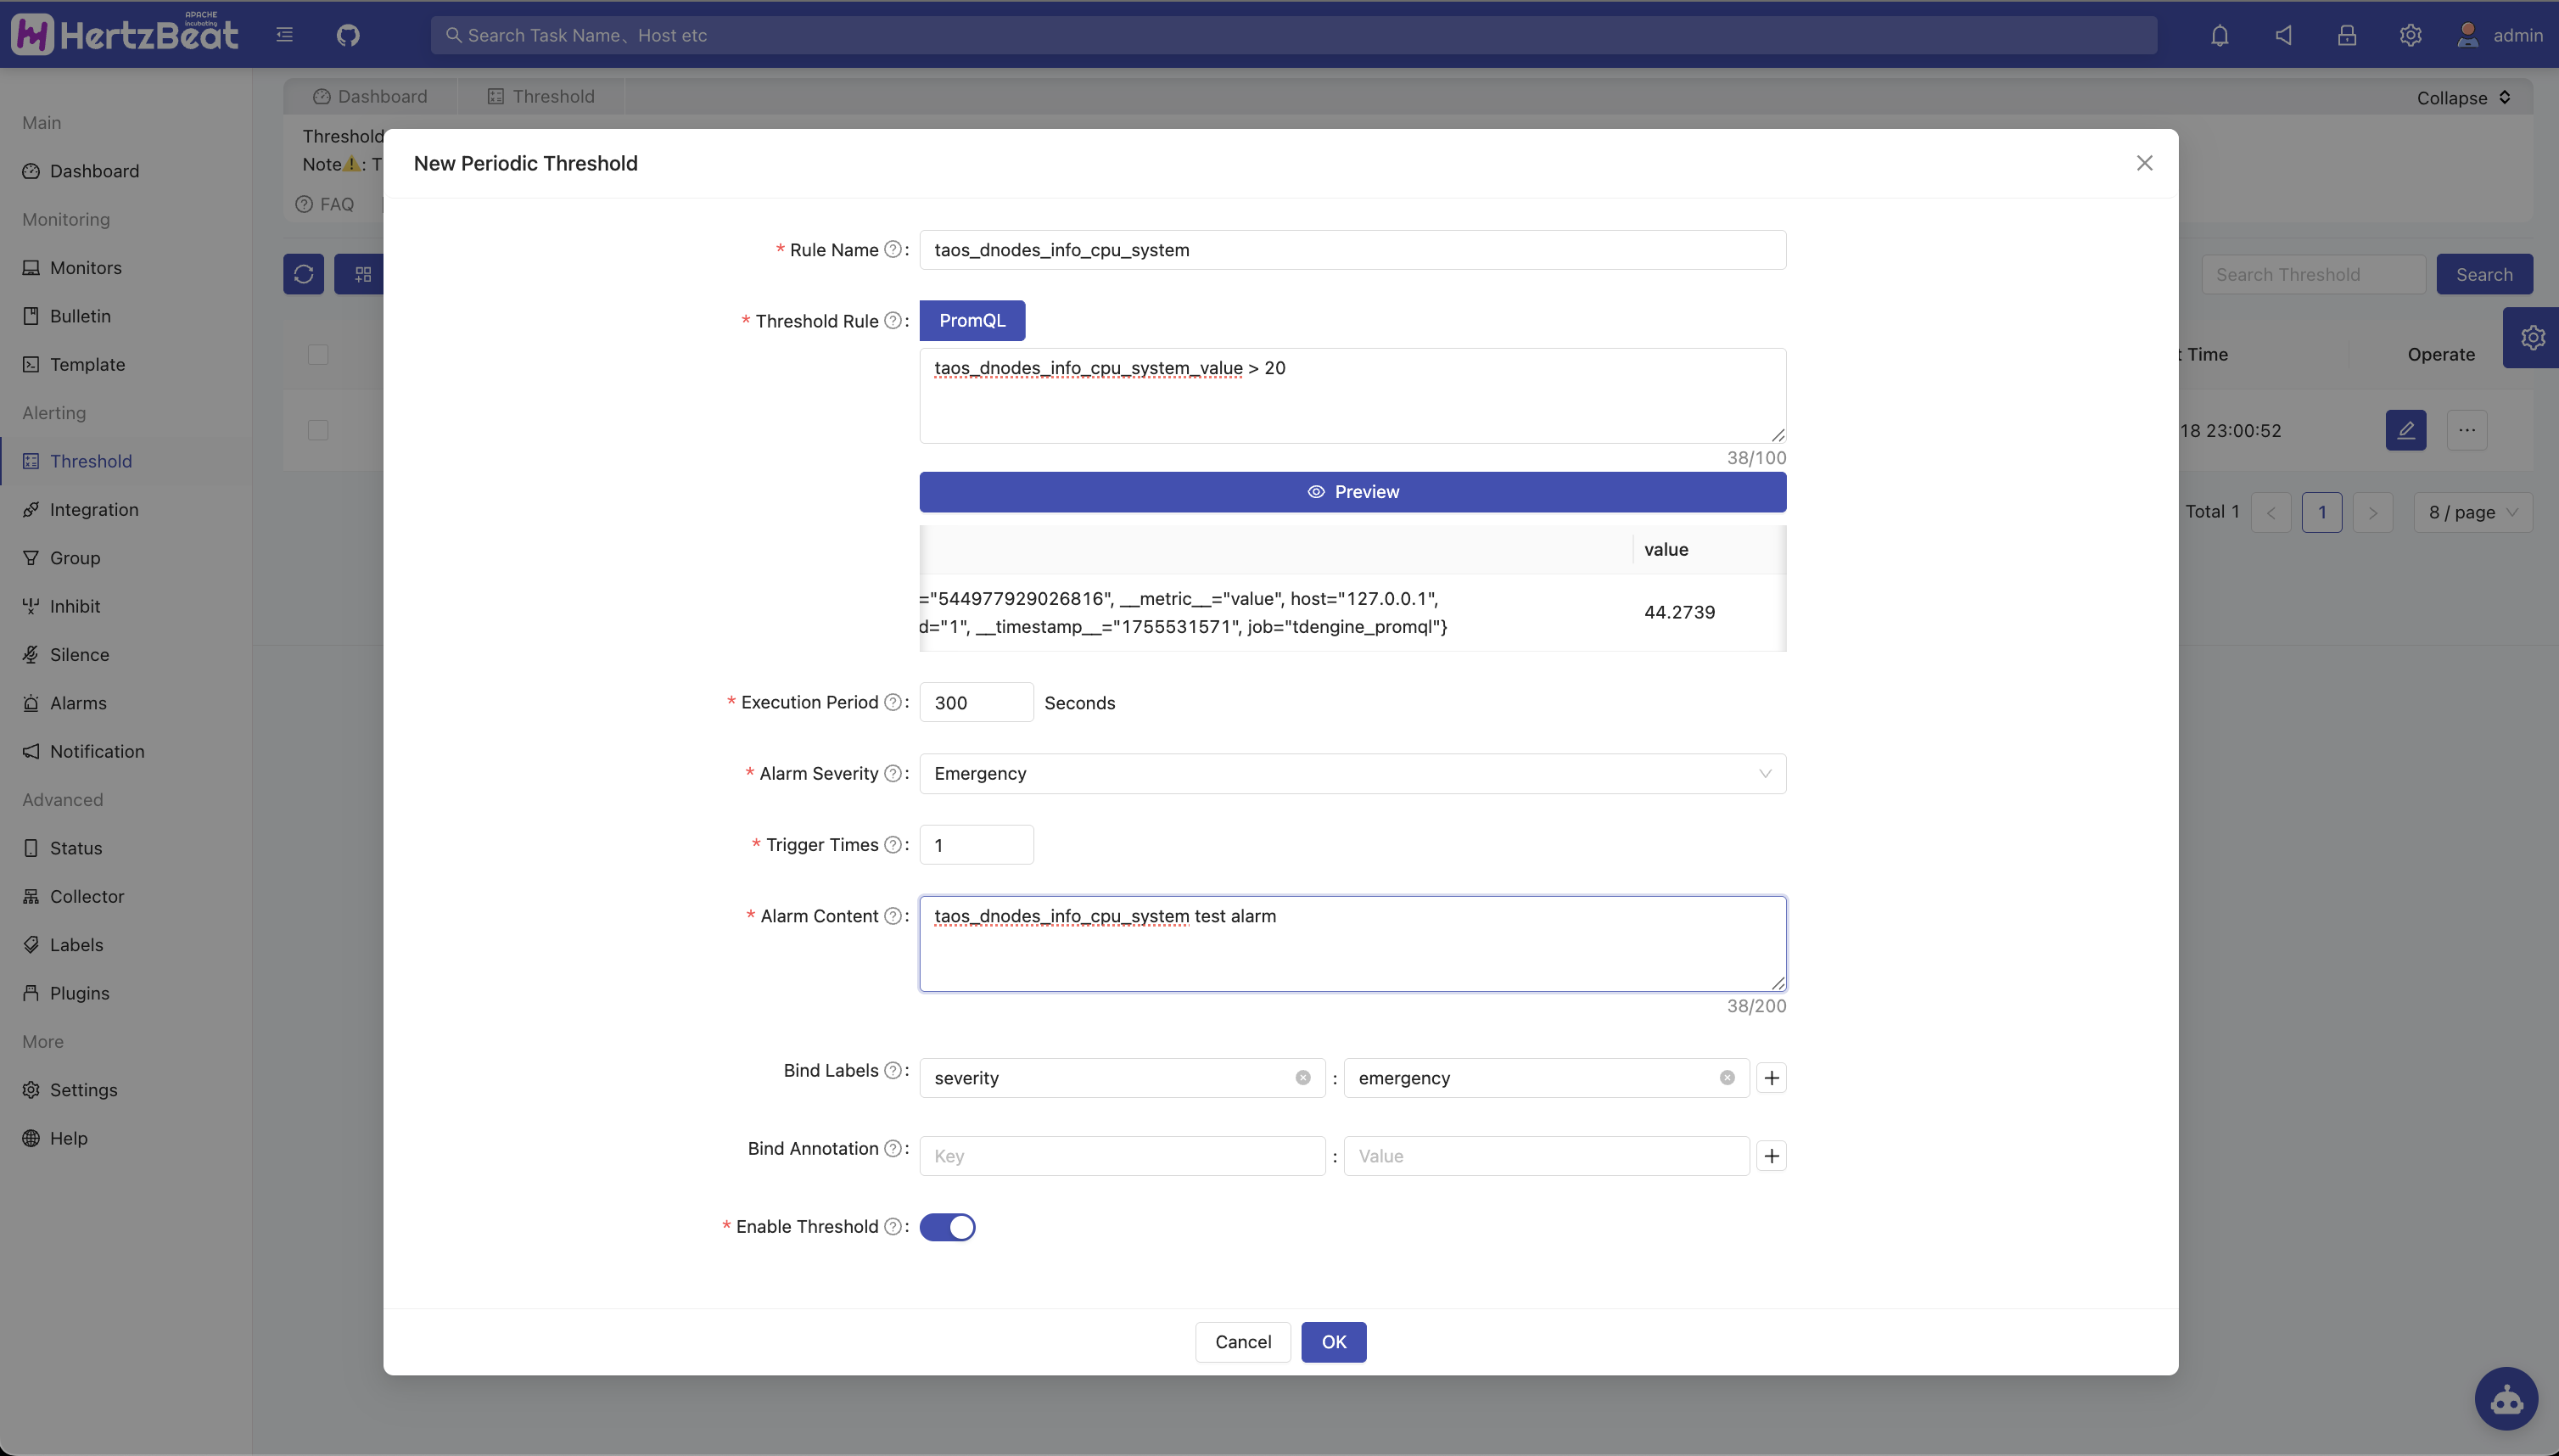 APACHE
incubating
HertzBeat
Search Task Name、Host etc
admin
Main
Dashboard
Monitoring
Monitors
Bulletin
Template
Alerting
Threshold
Integration
Group
Inhibit
Silence
Alarms
Notification
Advanced
Status
Collector
Labels
Plugins
More
Settings
Help
Dashboard
Threshold
Collapse
Threshold
Note⚠️: T
FAQ
Search Threshold
Search
t Time
Operate
18 23:00:52
Total 1
1
8 / page
New Periodic Threshold
* Rule Name : taos_dnodes_info_cpu_system
* Threshold Rule : PromQL
taos_dnodes_info_cpu_system_value > 20
38/100
Preview
value
="544977929026816", __metric__="value", host="127.0.0.1",
d="1", __timestamp__="1755531571", job="tdengine_promql"}
44.2739
* Execution Period : 300 Seconds
* Alarm Severity : Emergency
* Trigger Times : 1
* Alarm Content : taos_dnodes_info_cpu_system test alarm
38/200
Bind Labels : severity : emergency
Bind Annotation : Key : Value
* Enable Threshold :
Cancel
OK